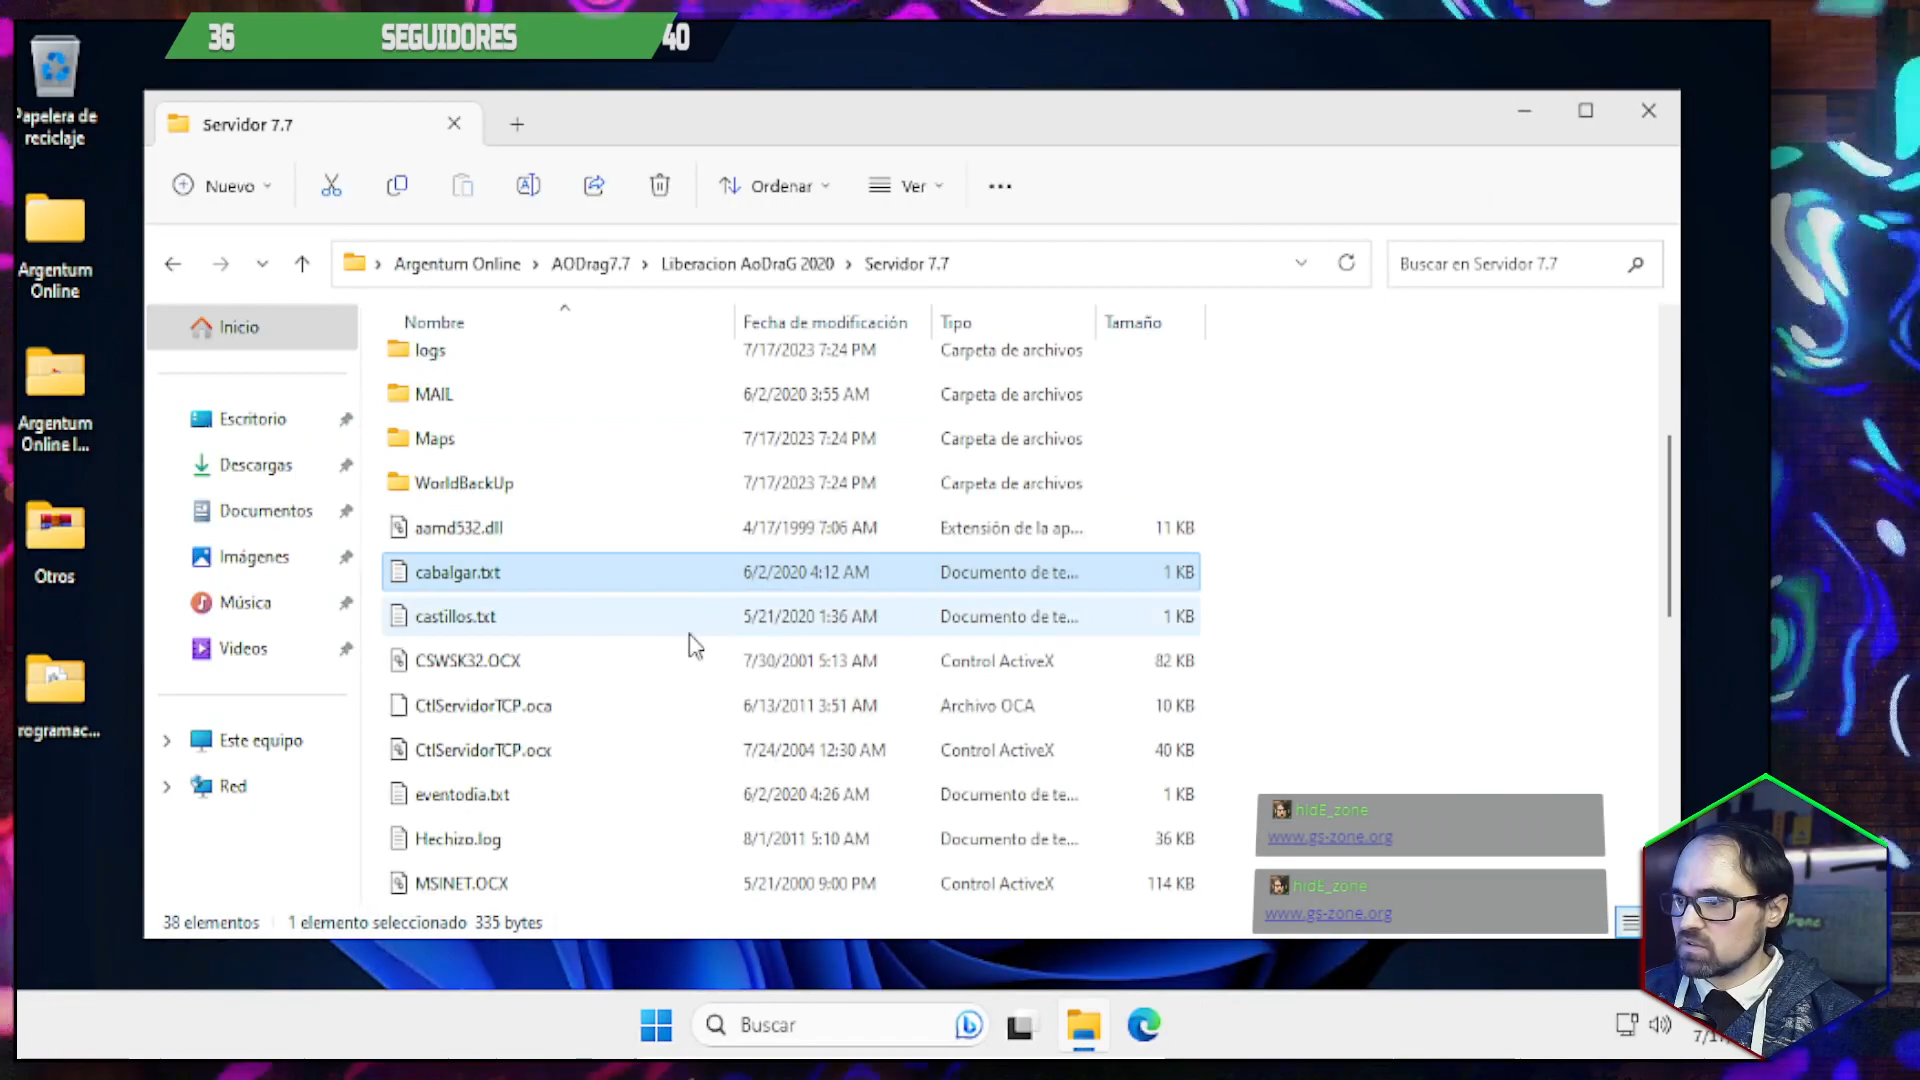 36 SEGUIDORES 40
Papelera de
reciclaje
Argentum
Online
Argentum
Online I...
Otros
rogramac...
Servidor 7.7
Nuevo
Ordenar
Ver
Argentum Online > AODrag7.7 > Liberacion AoDraG 2020 > Servidor 7.7
Buscar en Servidor 7.7
Inicio
Escritorio
Descargas
Documentos
Imágenes
Música
Videos
Este equipo
Red
Nombre Fecha de modificación Tipo Tamaño
logs 7/17/2023 7:24 PM Carpeta de archivos
MAIL 6/2/2020 3:55 AM Carpeta de archivos
Maps 7/17/2023 7:24 PM Carpeta de archivos
WorldBackUp 7/17/2023 7:24 PM Carpeta de archivos
aamd532.dll 4/17/1999 7:06 AM Extensión de la ap... 11 KB
cabalgar.txt 6/2/2020 4:12 AM Documento de te... 1 KB
castillos.txt 5/21/2020 1:36 AM Documento de te... 1 KB
CSWSK32.OCX 7/30/2001 5:13 AM Control ActiveX 82 KB
CtlServidorTCP.oca 6/13/2011 3:51 AM Archivo OCA 10 KB
CtlServidorTCP.ocx 7/24/2004 12:30 AM Control ActiveX 40 KB
eventodia.txt 6/2/2020 4:26 AM Documento de te... 1 KB
Hechizo.log 8/1/2011 5:10 AM Documento de te... 36 KB
MSINET.OCX 5/21/2000 9:00 PM Control ActiveX 114 KB
38 elementos 1 elemento seleccionado 335 bytes
hidE_zone
www.gs-zone.org
hidE_zone
www.gs-zone.org
Buscar